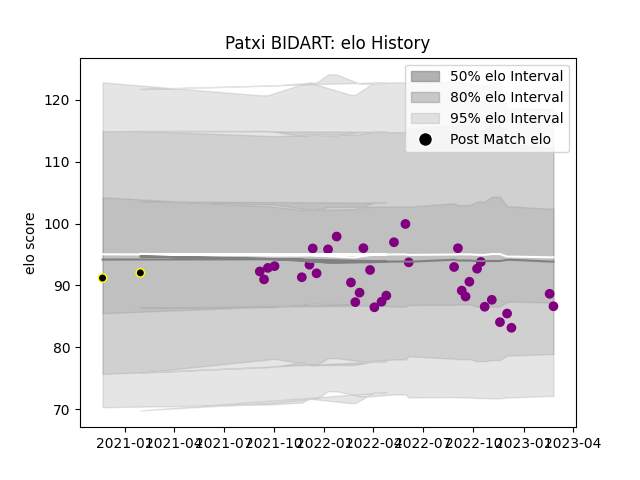 Patxi BIDART: elo History
50% elo Interval
80% elo Interval
95% elo Interval
Post Match elo
elo score
120
110
100
90
80
70
2021-01 2021-04 2021-07 2021-10 2022-01 2022-04 2022-07 2022-10 2023-01 2023-04